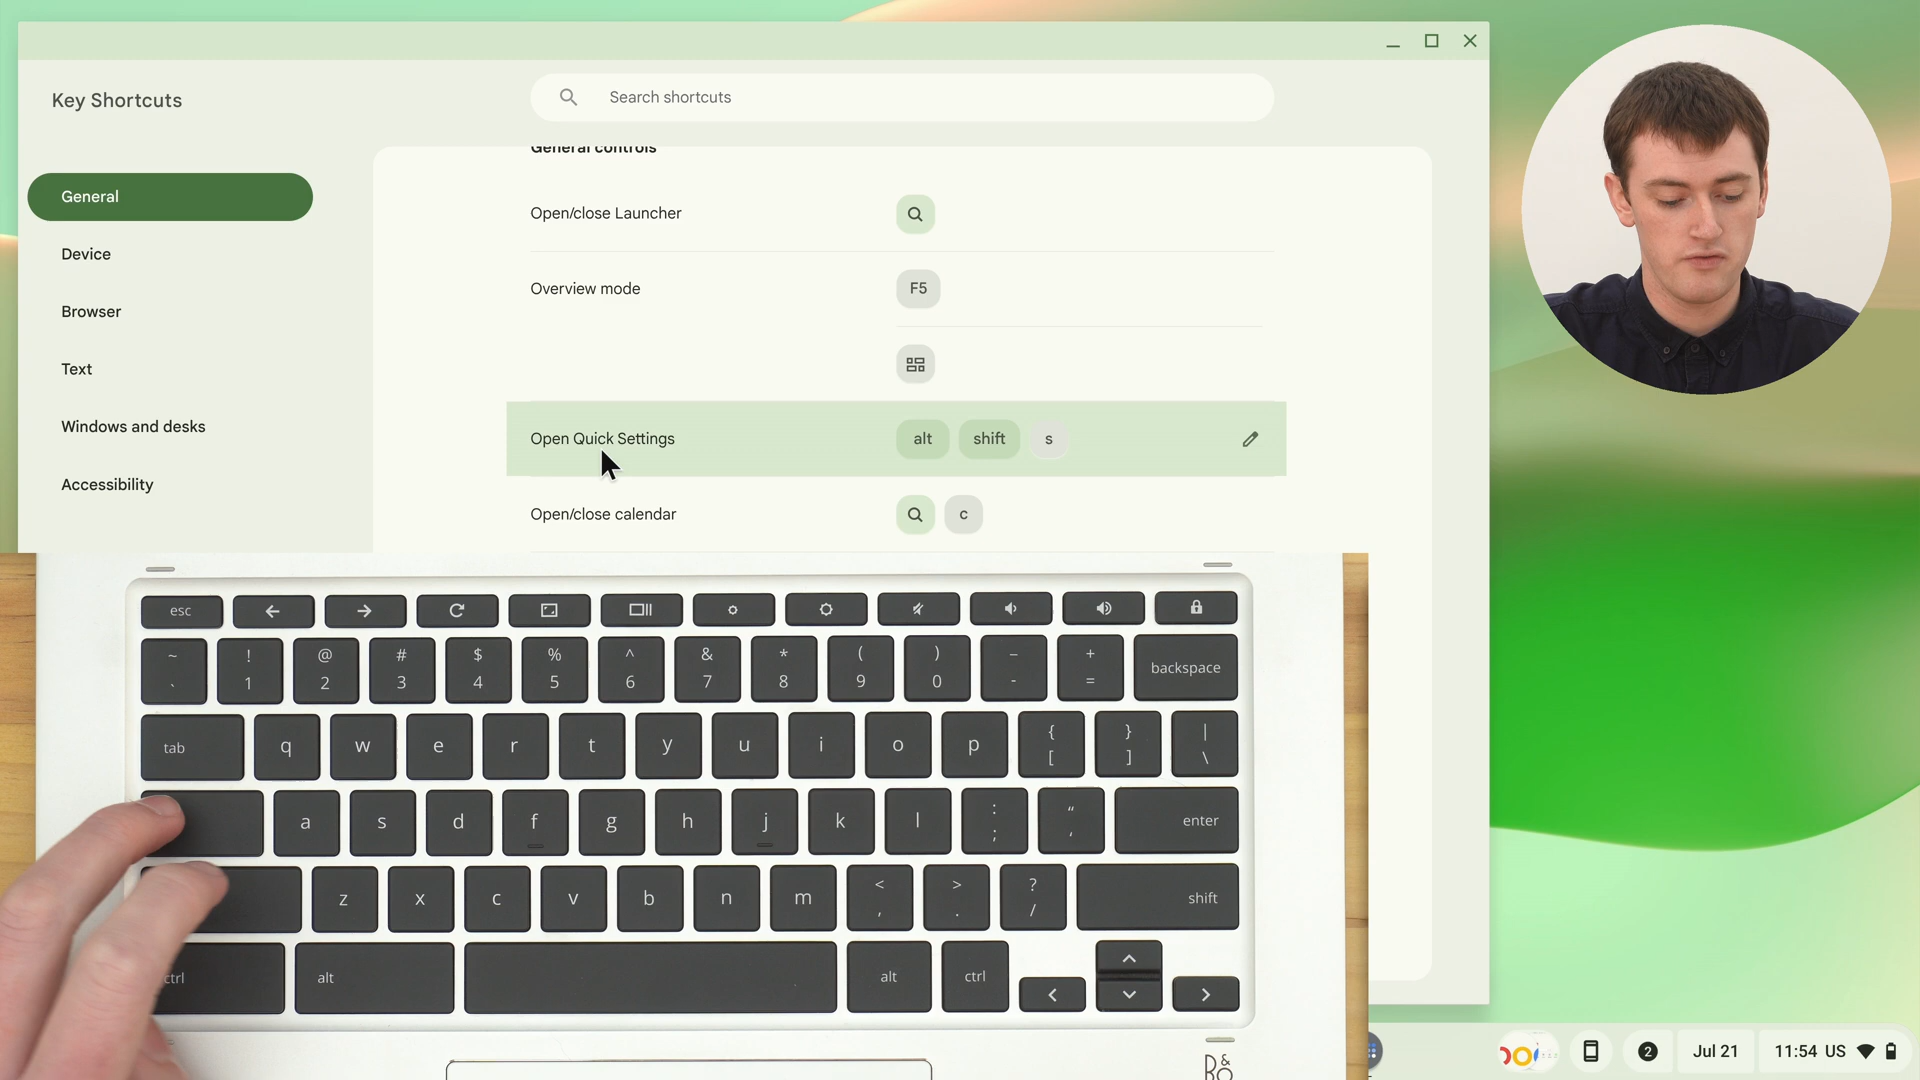 Key Shortcuts
Search shortcuts
General
Device
Browser
Text
Windows and desks
Accessibility
General controls
Open/close Launcher
Overview mode F5
Open Quick Settings alt shift s
Open/close calendar c
esc
~ ! @ # $ % ^ & * ( ) – +
` 1 2 3 4 5 6 7 8 9 0 - = backspace
tab q w e r t y u i o p { [ } ] | \
a s d f g h j k l : ; “ ‘ enter
z x c v b n m < , > . ? / shift
ctrl alt alt ctrl
B&O
2 Jul 21 11:54 US